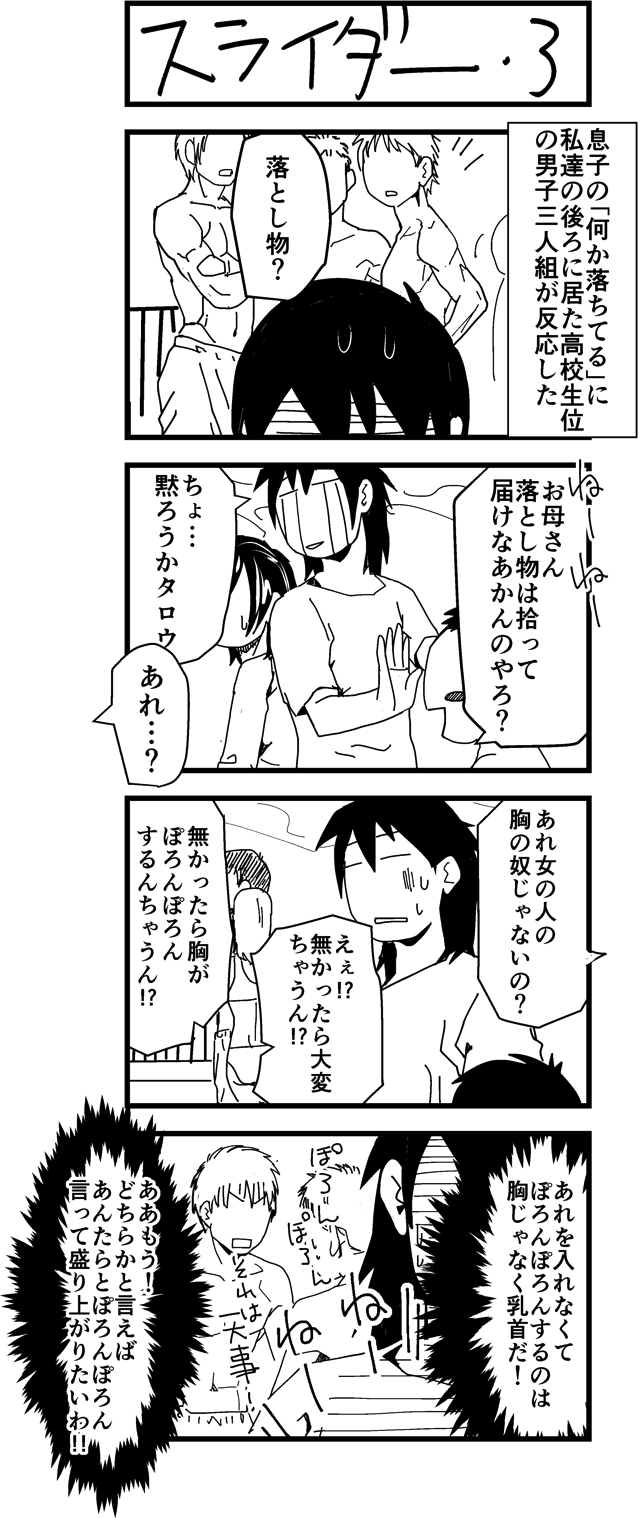 スライダー・3
息子の「何か落ちてる」に
私達の後ろに居た高校生位
の男子三人組が反応した
落とし物？
ねーねー
お母さん
落とし物は拾って
届けなあかんのやろ？
ちょ…
黙ろうかタロウ
あれ…？
あれ女の人の
胸の奴じゃないの？
えぇ!?
無かったら大変
ちゃうん!?
無かったら胸が
ぽろんぽろん
するんちゃうん!?
あれを入れなくて
ぽろんぽろんするのは
胸じゃなく乳首だ！
ねぇ
ねぇ
ぽろん
ぽろん
それは
大事…
ああもう！
どちらかと言えば
あんたらとぽろんぽろん
言って盛り上がりたいわ!!